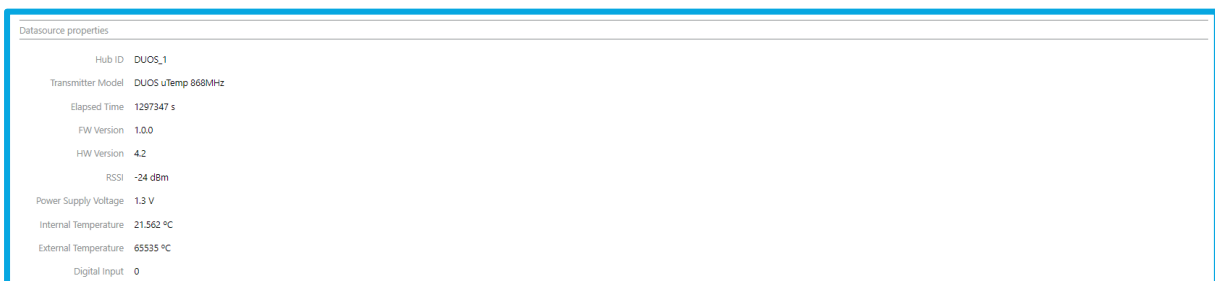 Datasource properties
Hub ID DUOS_1
Transmitter Model DUOS uTemp 868MHz
Elapsed Time 1297347 s
FW Version 1.0.0
HW Version 4.2
RSSI -24 dBm
Power Supply Voltage 1.3 V
Internal Temperature 21.562 ºC
External Temperature 65535 ºC
Digital Input 0